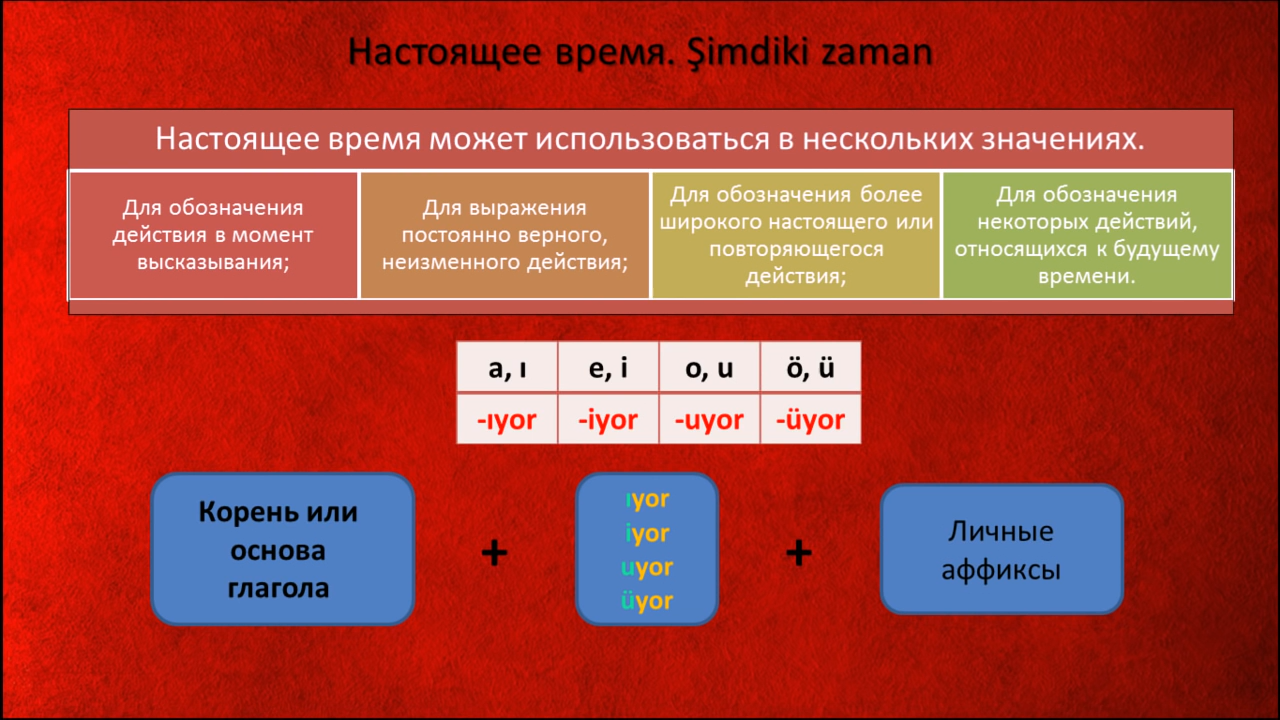 Настоящее время. Şimdiki zaman
Настоящее время может использоваться в нескольких значениях.
Для обозначения
действия в момент
высказывания;
Для выражения
постоянно верного,
неизменного действия;
Для обозначения более
широкого настоящего или
повторяющегося
действия;
Для обозначения
некоторых действий,
относящихся к будущему
времени.
a, ı
e, i
o, u
ö, ü
-ıyor
-iyor
-uyor
-üyor
Корень или
основа
глагола
+
ıyor
iyor
uyor
üyor
+
Личные
аффиксы